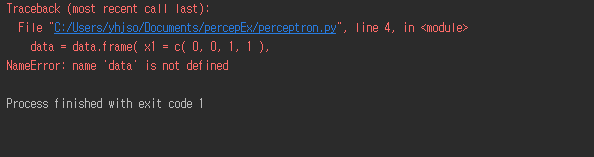 Traceback (most recent call last):
File "C:/Users/yhjso/Documents/percepEx/perceptron.py", line 4, in <module>
data = data.frame( x1 = c( 0, 0, 1, 1 ),
NameError: name 'data' is not defined
Process finished with exit code 1